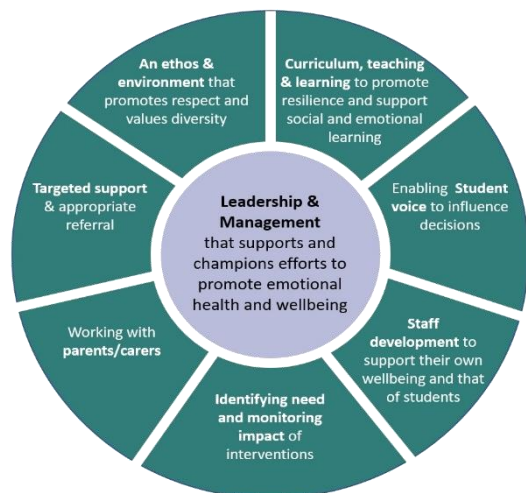 An ethos &
environment that
promotes respect and
values diversity
Curriculum, teaching
& learning to promote
resilience and support
social and emotional
learning
Enabling Student
voice to influence
decisions
Staff
development to
support their own
wellbeing and that
of students
Identifying need
and monitoring
impact of
interventions
Working with
parents/carers
Targeted support
& appropriate
referral
Leadership &
Management
that supports and
champions efforts to
promote emotional
health and wellbeing